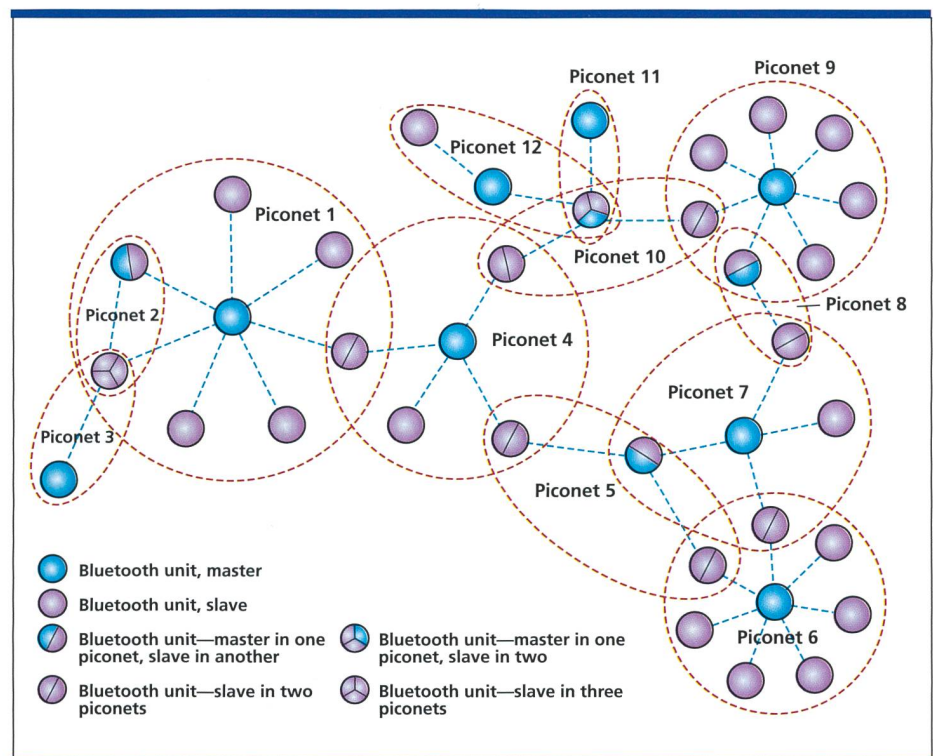 Piconet 11
Piconet 9
Piconet 12
Piconet 1
Piconet 10
Piconet 2
Piconet 8
Piconet 4
Piconet 7
Piconet 3
Piconet 5
Piconet 6
Bluetooth unit, master
Bluetooth unit, slave
Bluetooth unit—master in one
piconet, slave in another
Bluetooth unit—slave in two
piconets
Bluetooth unit—master in one
piconet, slave in two
Bluetooth unit—slave in three
piconets